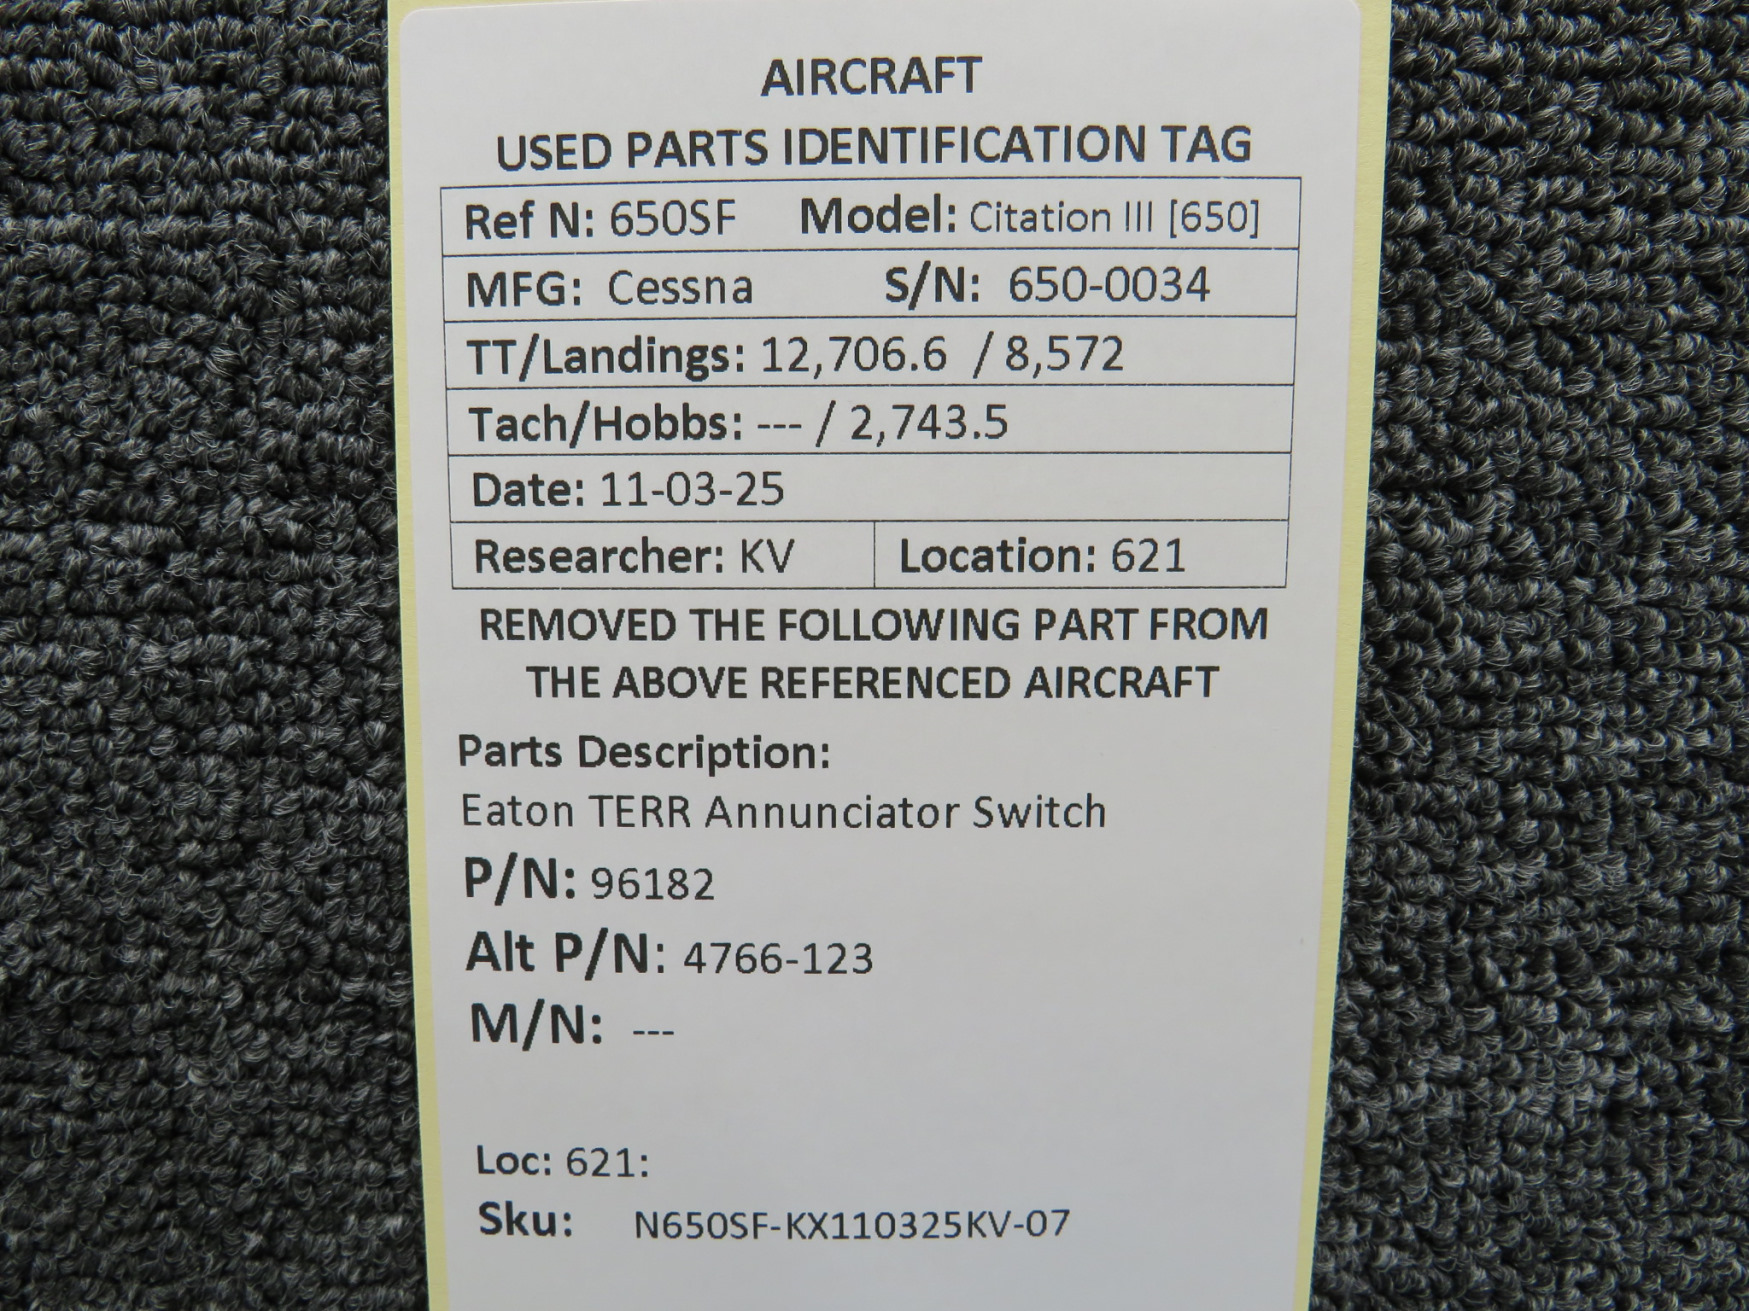 AIRCRAFT
USED PARTS IDENTIFICATION TAG
Ref N: 650SF Model: Citation III [650]
MFG: Cessna S/N: 650-0034
TT/Landings: 12,706.6 / 8,572
Tach/Hobbs: --- / 2,743.5
Date: 11-03-25
Researcher: KV Location: 621
REMOVED THE FOLLOWING PART FROM
THE ABOVE REFERENCED AIRCRAFT
Parts Description:
Eaton TERR Annunciator Switch
P/N: 96182
Alt P/N: 4766-123
M/N: ---
Loc: 621:
Sku: N650SF-KX110325KV-07